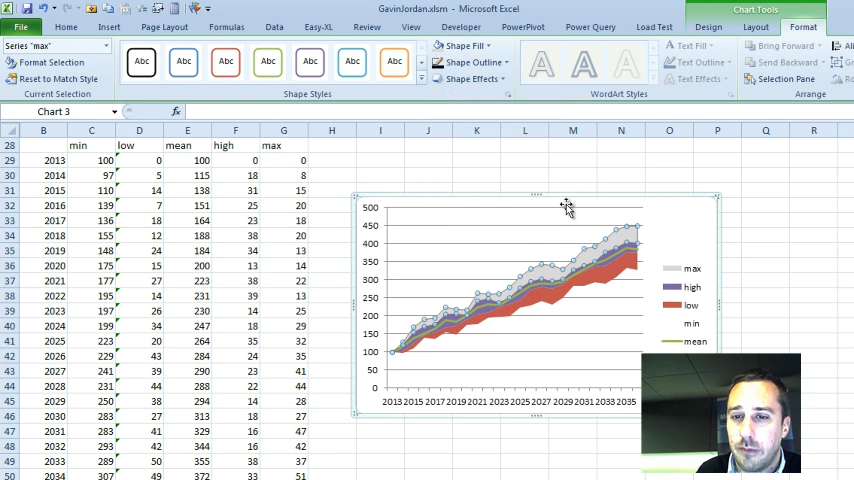 GavinJordan.xlsm - Microsoft Excel
Chart Tools
File Home Insert Page Layout Formulas Data Easy-XL Review View Developer PowerPivot Power Query Load Test Design Layout Format
Series "max" Abc Abc Abc Abc Abc Abc Abc Shape Fill Text Fill Bring Forward
Format Selection Shape Outline Text Outline Send Backward
Reset to Match Style Shape Effects Text Effects Selection Pane
Current Selection Shape Styles WordArt Styles Arrange
Chart 3 fx
B C D E F G H I J K L M N O P Q R
28 min low mean high max
29 2013 100 0 100 0 0
30 2014 97 5 115 18 8
31 2015 110 14 138 31 15
32 2016 139 7 151 25 20
33 2017 136 18 164 23 18
34 2018 155 12 188 38 30
35 2019 148 24 184 34 13
36 2020 175 15 200 13 14
37 2021 177 27 231 38 22
38 2022 195 14 231 39 13
39 2023 197 26 230 14 25
40 2024 199 34 247 18 29
41 2025 223 20 264 35 32
42 2026 229 43 284 24 35
43 2027 241 39 290 23 41
44 2028 231 44 288 22 44
45 2029 250 38 294 14 28
46 2030 283 27 313 18 27
47 2031 283 41 329 16 37
48 2032 293 42 344 16 42
49 2033 289 50 355 38 37
50 2034 307 49 372 33 51
500
450
400
350
300
250
200
150
100
50
0
2013 2015 2017 2019 2021 2023 2025 2027 2029 2031 2033 2035
max
high
low
min
mean